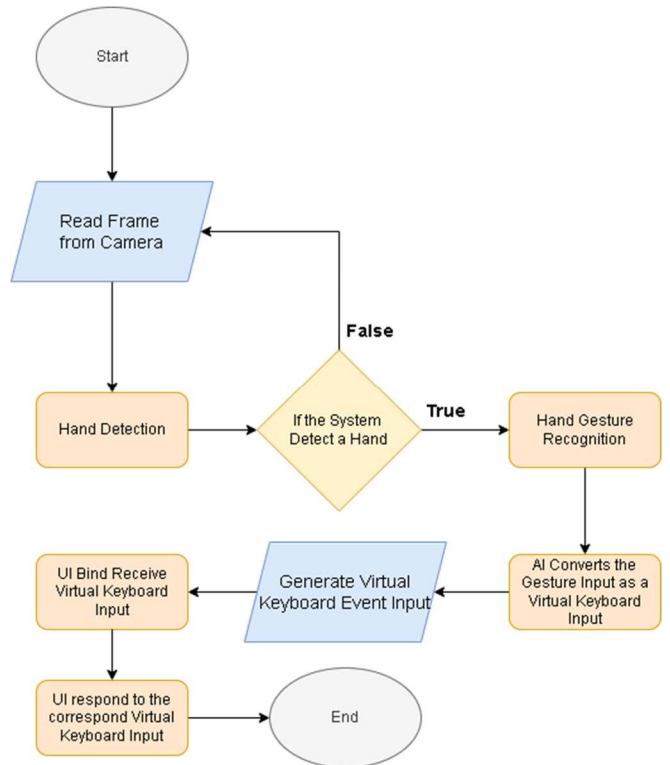 Start
Read Frame
from Camera
False
Hand Detection
If the System
Detect a Hand
True
Hand Gesture
Recognition
AI Converts the
Gesture Input as a
Virtual Keyboard
Input
Generate Virtual
Keyboard Event Input
UI Bind Receive
Virtual Keyboard
Input
UI respond to the
correspond Virtual
Keyboard Input
End